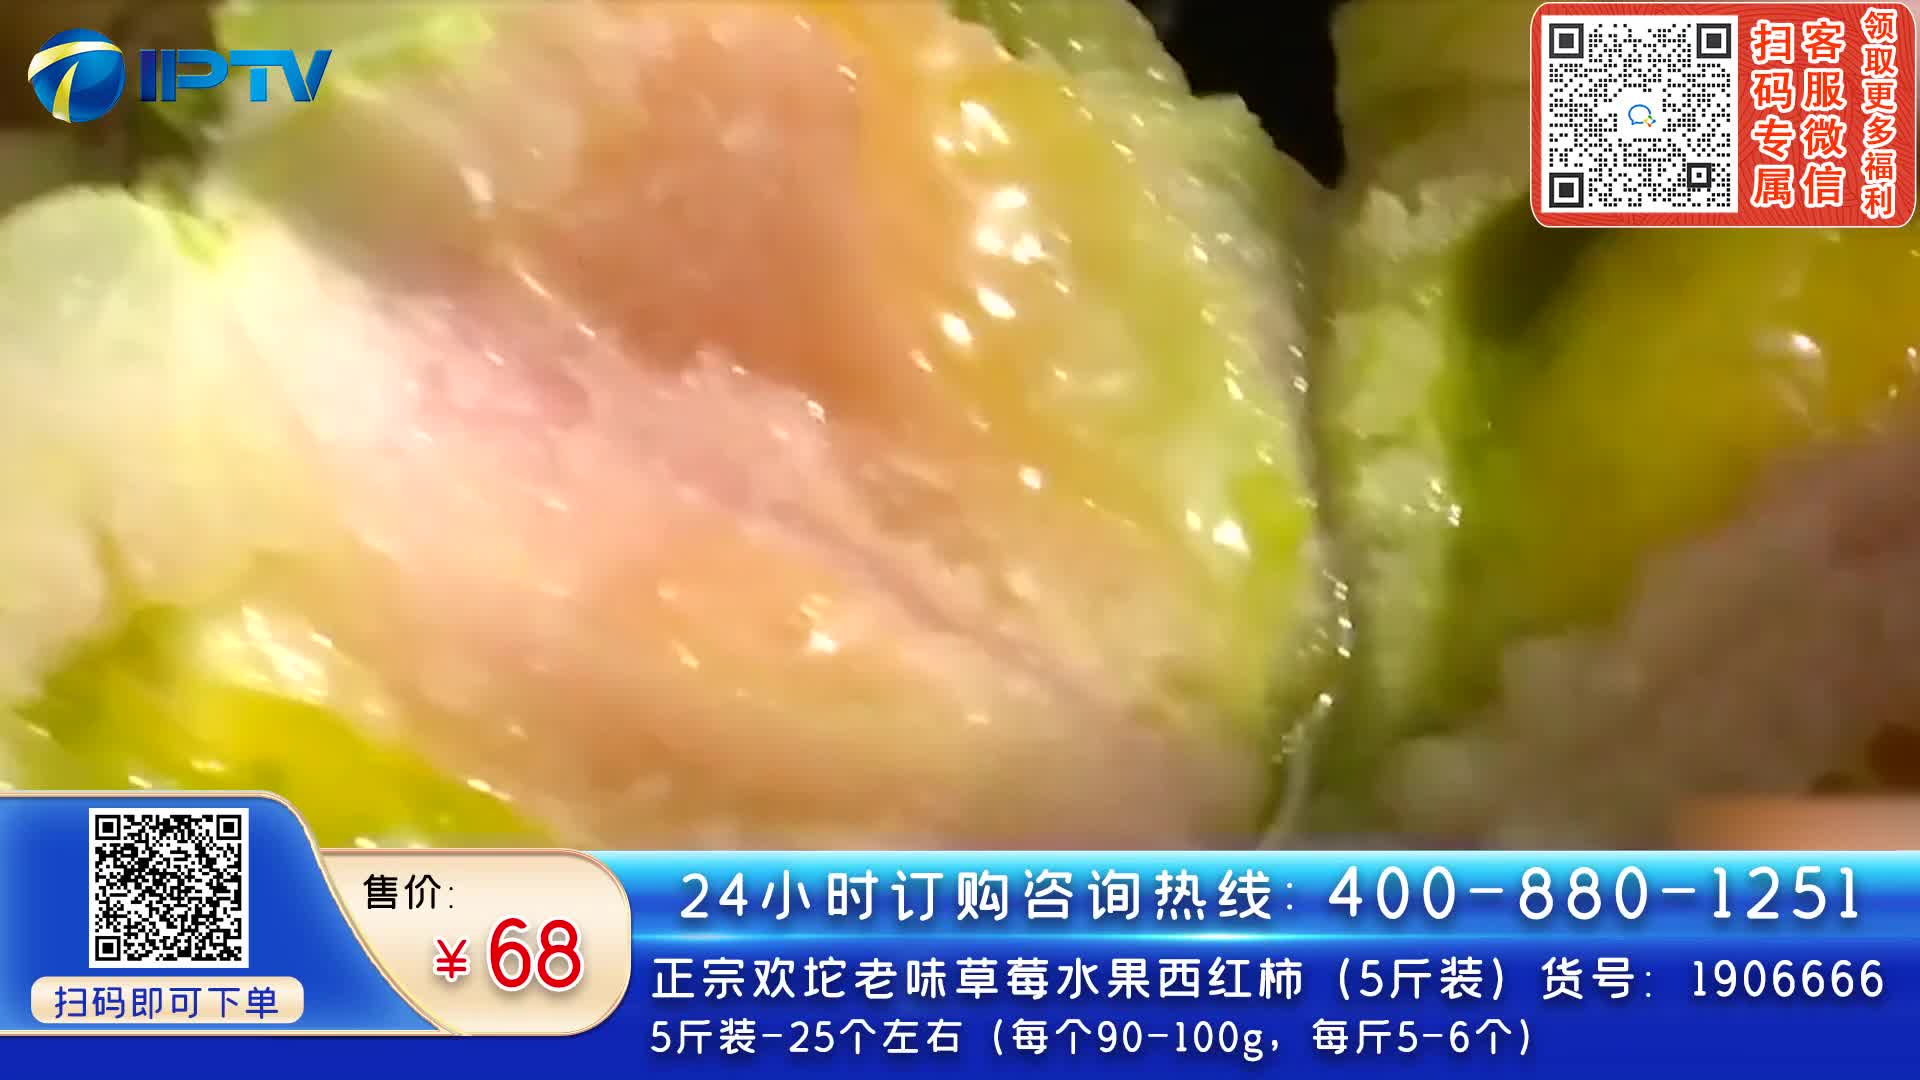 IPTV
扫码专属
客服微信
领取更多福利
售价:
¥68
扫码即可下单
24小时订购咨询热线: 400-880-1251
正宗欢坨老味草莓水果西红柿（5斤装）货号: 1906666
5斤装-25个左右（每个90-100g，每斤5-6个）